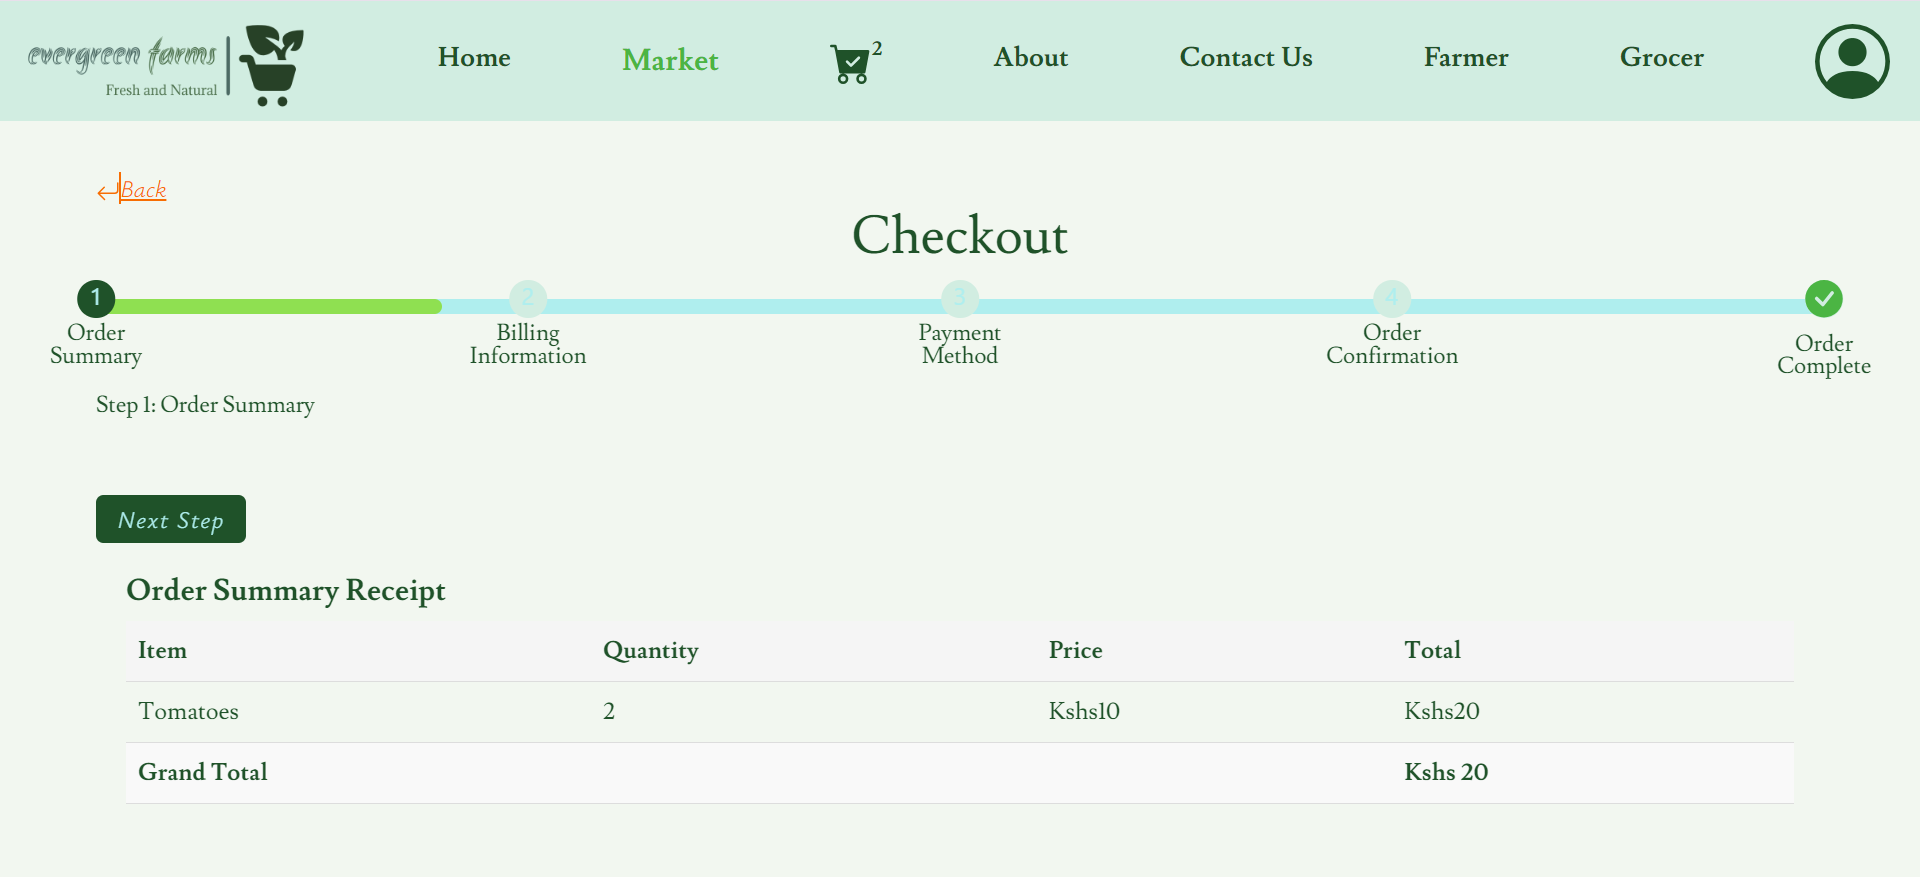 evergreen farms
Fresh and Natural
Home
Market
2
About
Contact Us
Farmer
Grocer
Back
Checkout
1
2
3
4
Order
Summary
Billing
Information
Payment
Method
Order
Confirmation
Order
Complete
Step 1: Order Summary
Next Step
Order Summary Receipt
Item Quantity Price Total
Tomatoes 2 Kshs10 Kshs20
Grand Total Kshs 20